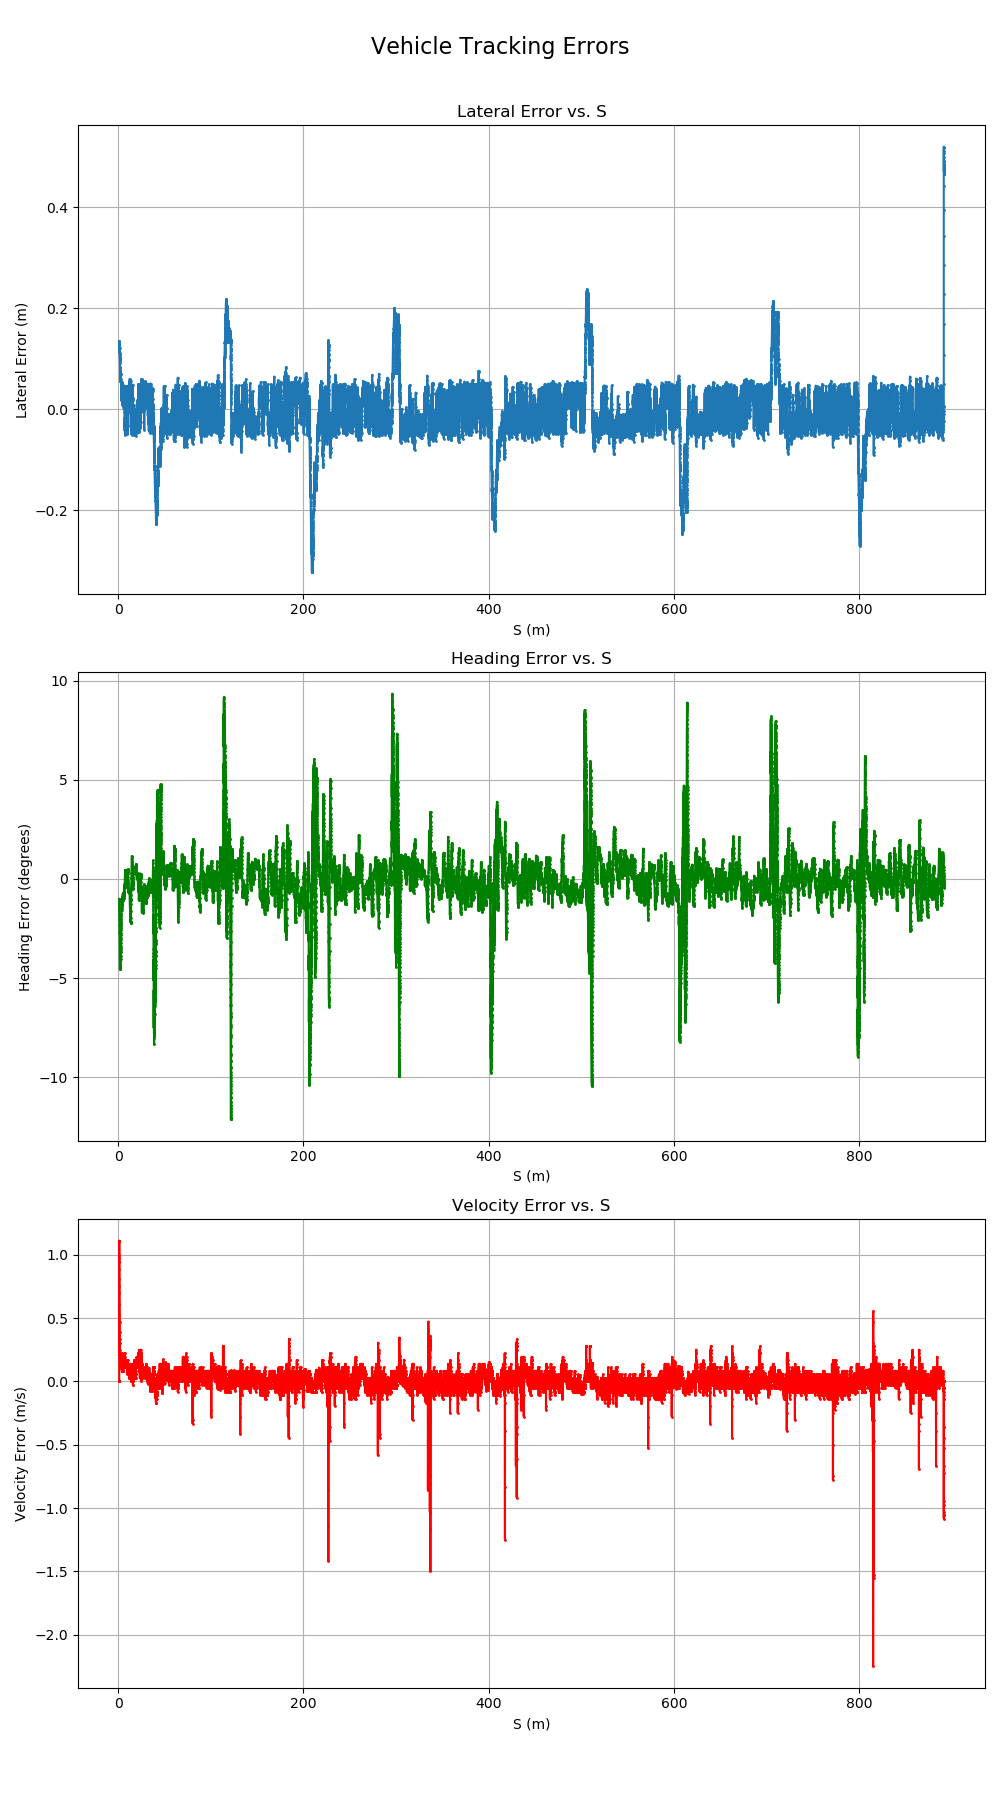 Vehicle Tracking Errors
Lateral Error vs. S
Lateral Error (m)
0.4
0.2
0.0
−0.2
0 200 400 600 800
S (m)
Heading Error vs. S
Heading Error (degrees)
10
5
0
−5
−10
0 200 400 600 800
S (m)
Velocity Error vs. S
Velocity Error (m/s)
1.0
0.5
0.0
−0.5
−1.0
−1.5
−2.0
0 200 400 600 800
S (m)